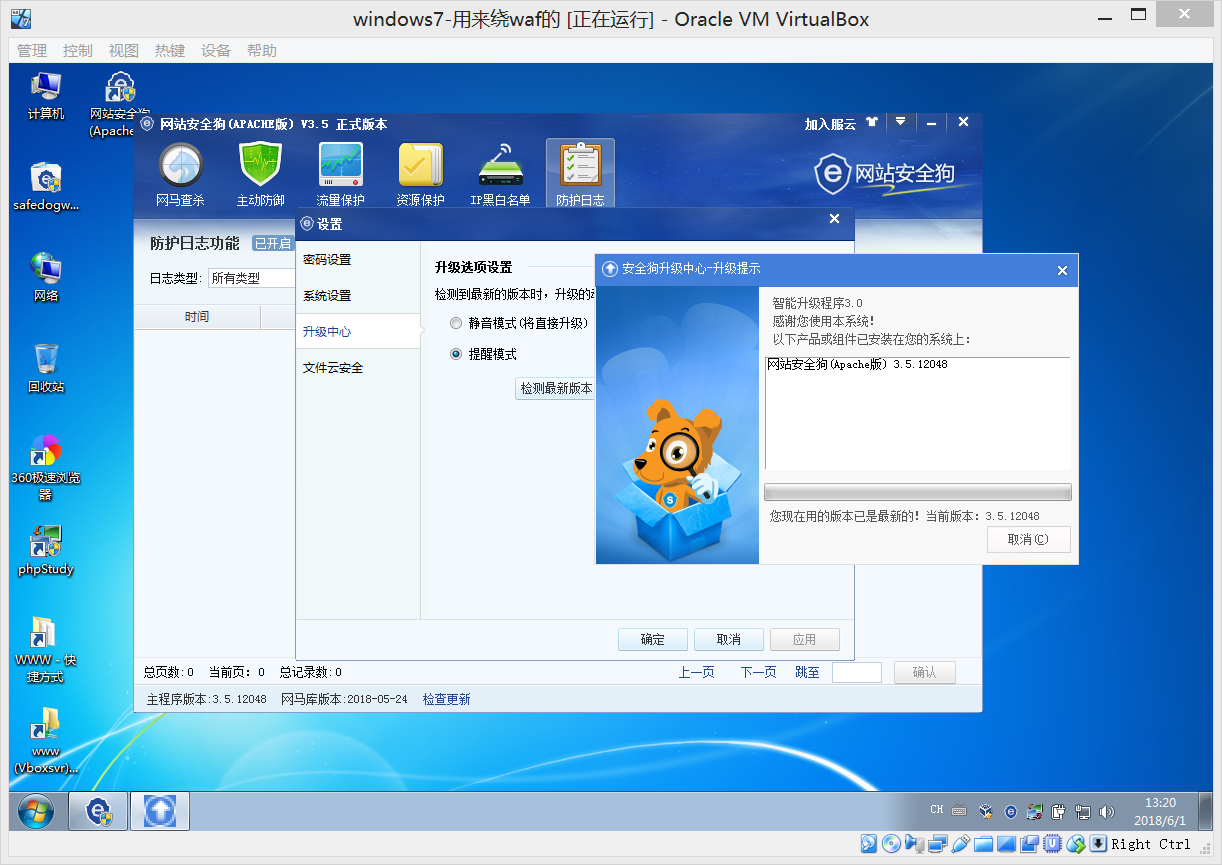 windows7-用来绕waf的 [正在运行] - Oracle VM VirtualBox
管理 控制 视图 热键 设备 帮助
计算机
网站安全狗
(Apache
safedogw...
网络
回收站
360极速浏览
器
phpStudy
WWW - 快
捷方式
www
(Vboxsvr)...
网站安全狗(APACHE版) V3.5 正式版本
加入服云
网马查杀 主动防御 流量保护 资源保护 IP黑白名单 防护日志
网站安全狗
防护日志功能 已开启
日志类型: 所有类型
时间
设置
密码设置
系统设置
升级中心
文件云安全
升级选项设置
检测到最新的版本时，升级的
静音模式(将直接升级)
提醒模式
检测最新版本
确定 取消 应用
安全狗升级中心-升级提示
智能升级程序3.0
感谢您使用本系统!
以下产品或组件已安装在您的系统上:
网站安全狗(Apache版) 3.5.12048
您现在用的版本已是最新的! 当前版本: 3.5.12048
取消(C)
总页数: 0 当前页: 0 总记录数: 0 上一页 下一页 跳至 确认
主程序版本:3.5.12048 网马库版本:2018-05-24 检查更新
CH
13:20
2018/6/1
Right Ctrl